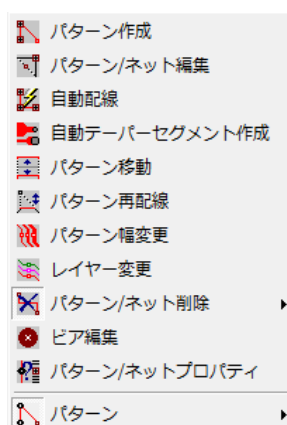 パターン作成
パターン/ネット編集
自動配線
自動テーパーセグメント作成
パターン移動
パターン再配線
パターン幅変更
レイヤー変更
パターン/ネット削除
ビア編集
パターン/ネットプロパティ
パターン